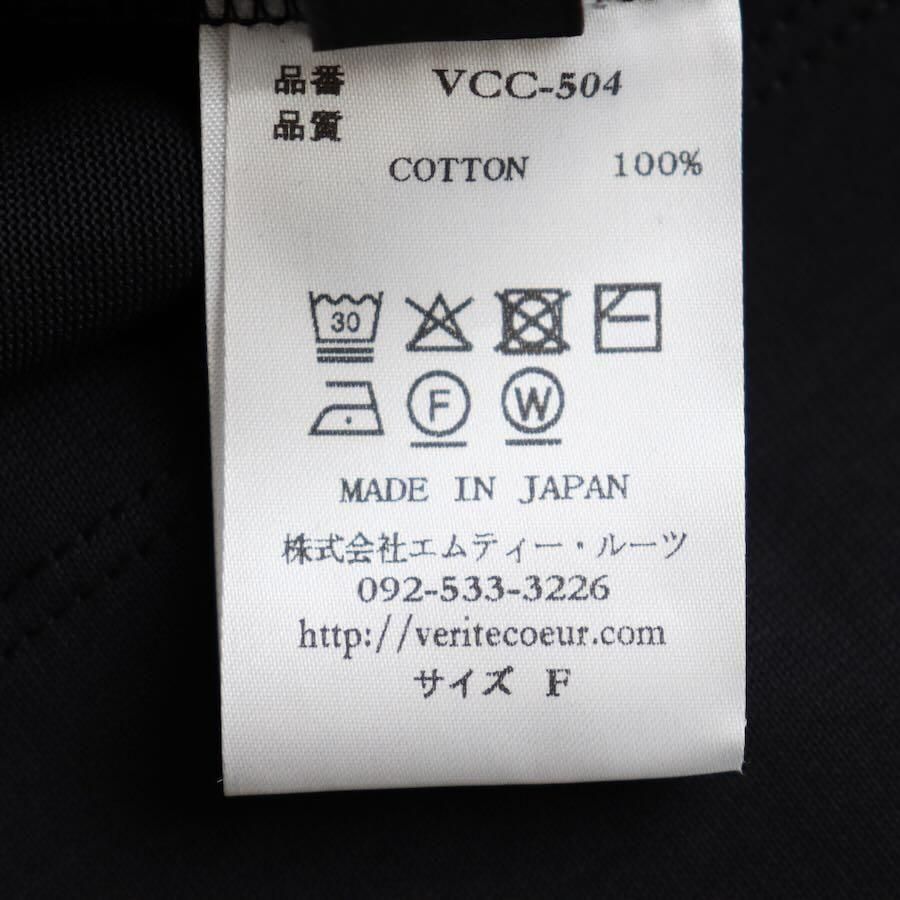 品番 VCC-504
品質
COTTON 100%
30
F W
MADE IN JAPAN
株式会社エムティー・ルーツ
092-533-3226
http://veritecoeur.com
サイズ F